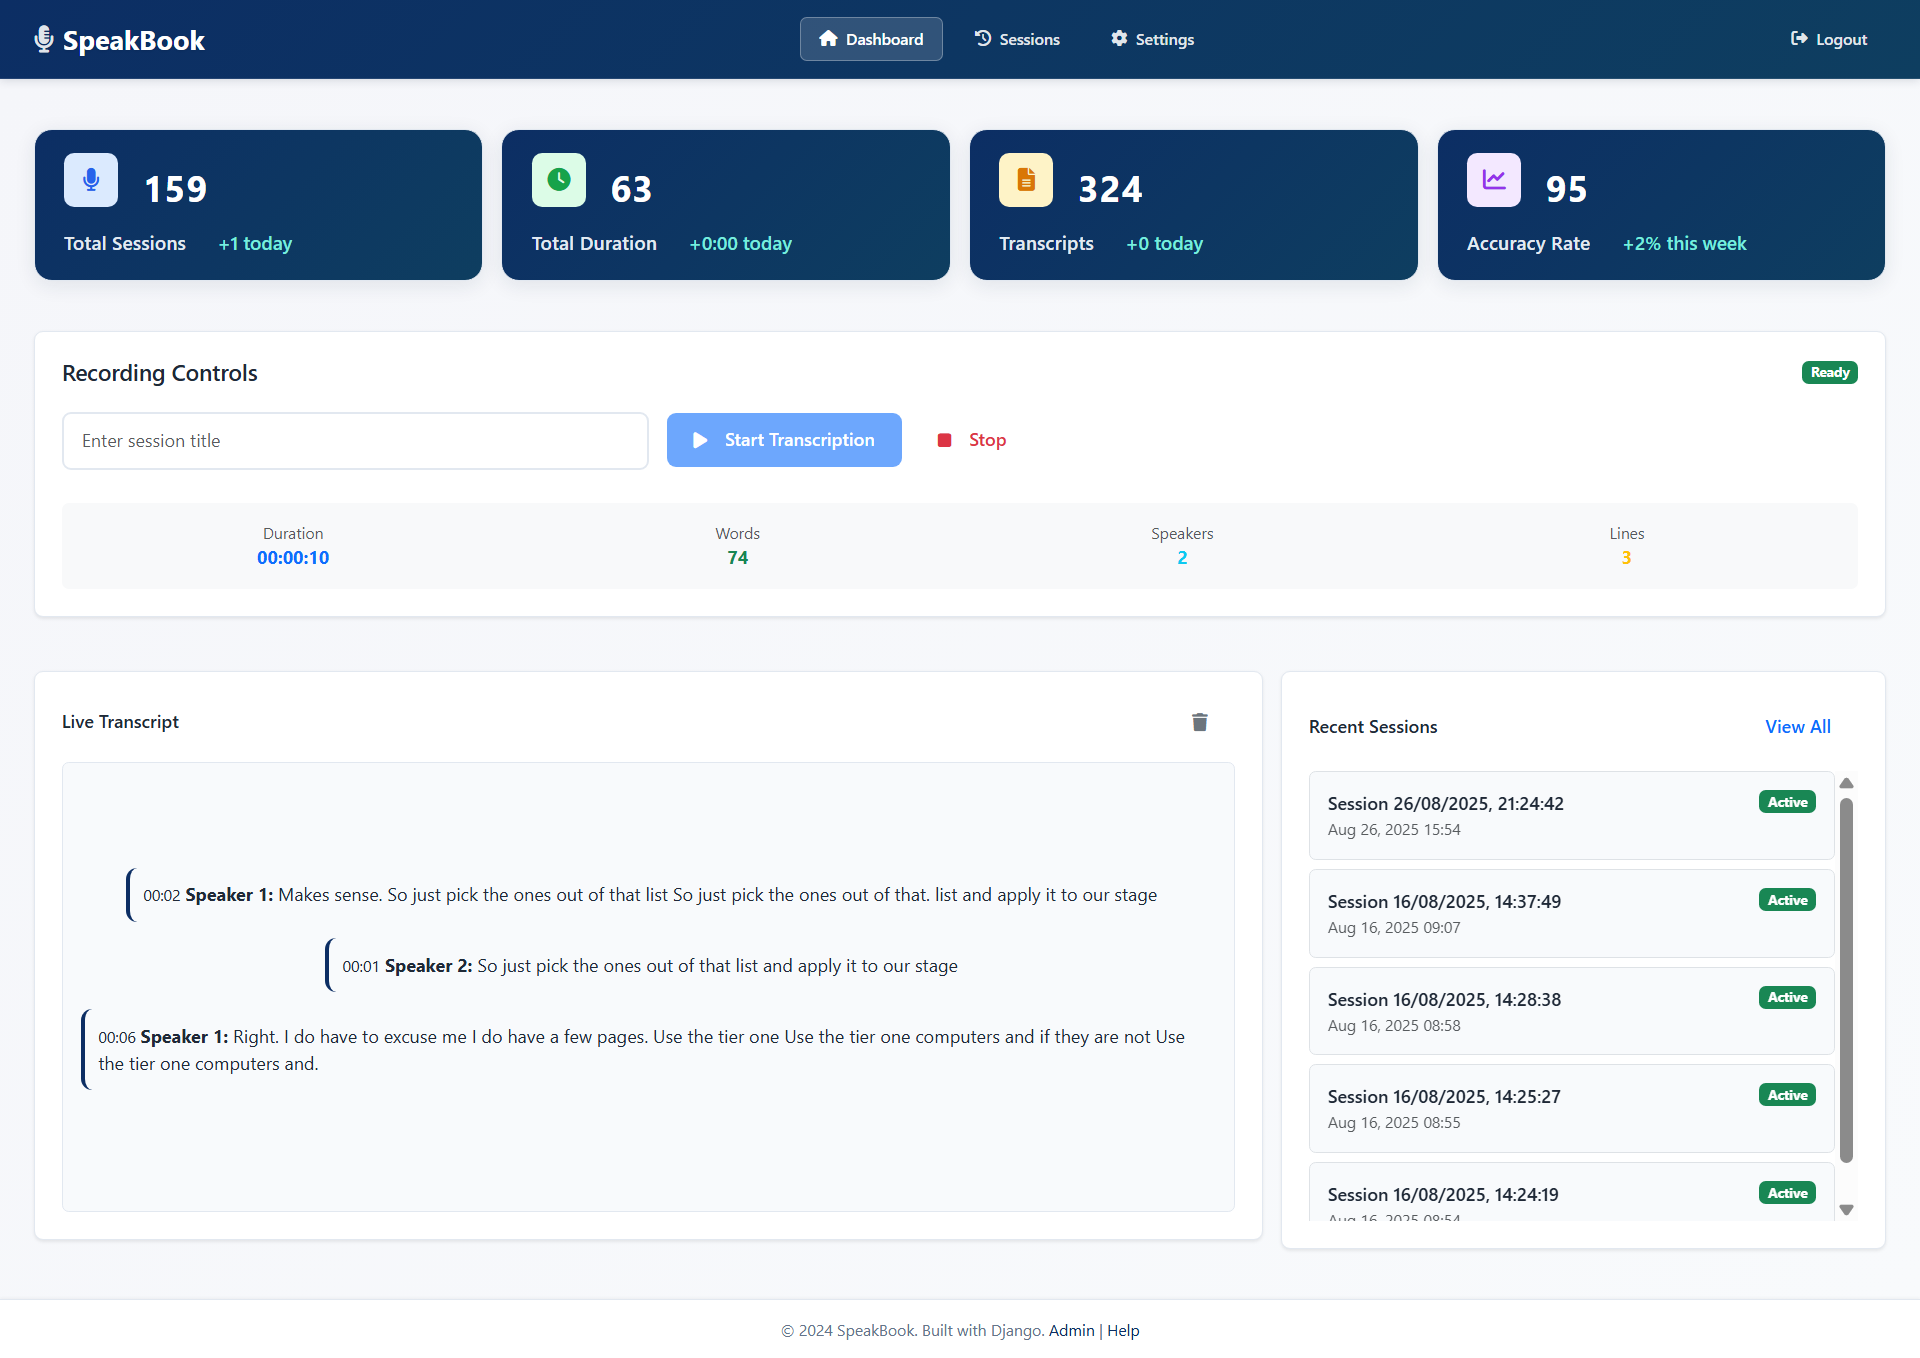 SpeakBook
Dashboard
Sessions
Settings
Logout
159
Total Sessions +1 today
63
Total Duration +0:00 today
324
Transcripts +0 today
95
Accuracy Rate +2% this week
Recording Controls
Ready
Enter session title
Start Transcription
Stop
Duration
00:00:10
Words
74
Speakers
2
Lines
3
Live Transcript
00:02 Speaker 1: Makes sense. So just pick the ones out of that list So just pick the ones out of that. list and apply it to our stage
00:01 Speaker 2: So just pick the ones out of that list and apply it to our stage
00:06 Speaker 1: Right. I do have to excuse me I do have a few pages. Use the tier one Use the tier one computers and if they are not Use
the tier one computers and.
Recent Sessions
View All
Session 26/08/2025, 21:24:42
Active
Aug 26, 2025 15:54
Session 16/08/2025, 14:37:49
Active
Aug 16, 2025 09:07
Session 16/08/2025, 14:28:38
Active
Aug 16, 2025 08:58
Session 16/08/2025, 14:25:27
Active
Aug 16, 2025 08:55
Session 16/08/2025, 14:24:19
Active
Aug 16, 2025 08:54
© 2024 SpeakBook. Built with Django. Admin | Help